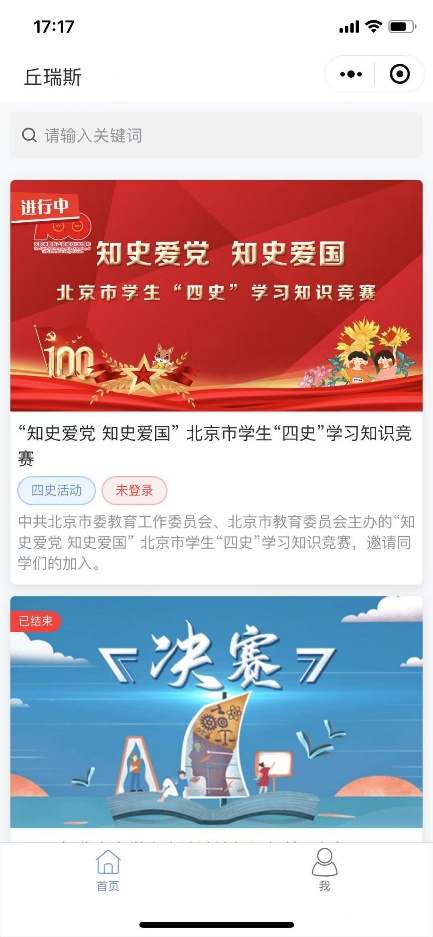 17:17
丘瑞斯
请输入关键词
进行中
知史爱党 知史爱国
北京市学生“四史”学习知识竞赛
100
“知史爱党 知史爱国” 北京市学生“四史”学习知识竞
赛
四史活动 未登录
中共北京市委教育工作委员会、北京市教育委员会主办的“知
史爱党 知史爱国” 北京市学生“四史”学习知识竞赛，邀请同
学们的加入。
已结束
决赛
首页 我